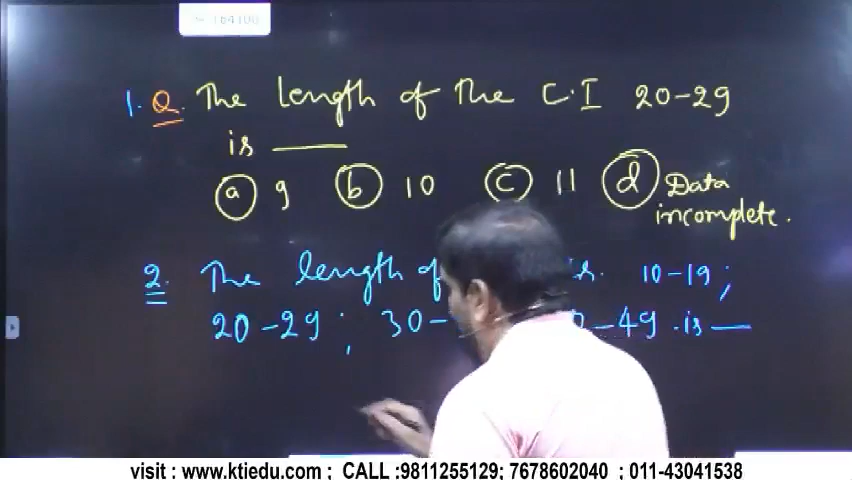 1. Q. The length of the C.I 20-29
is ____
(a) 9 (b) 10 (c) 11 (d) Data
incomplete.
2. The length of 10-19;
20-29; 30- -49 is __
visit : www.ktiedu.com ; CALL :9811255129; 7678602040 ; 011-43041538